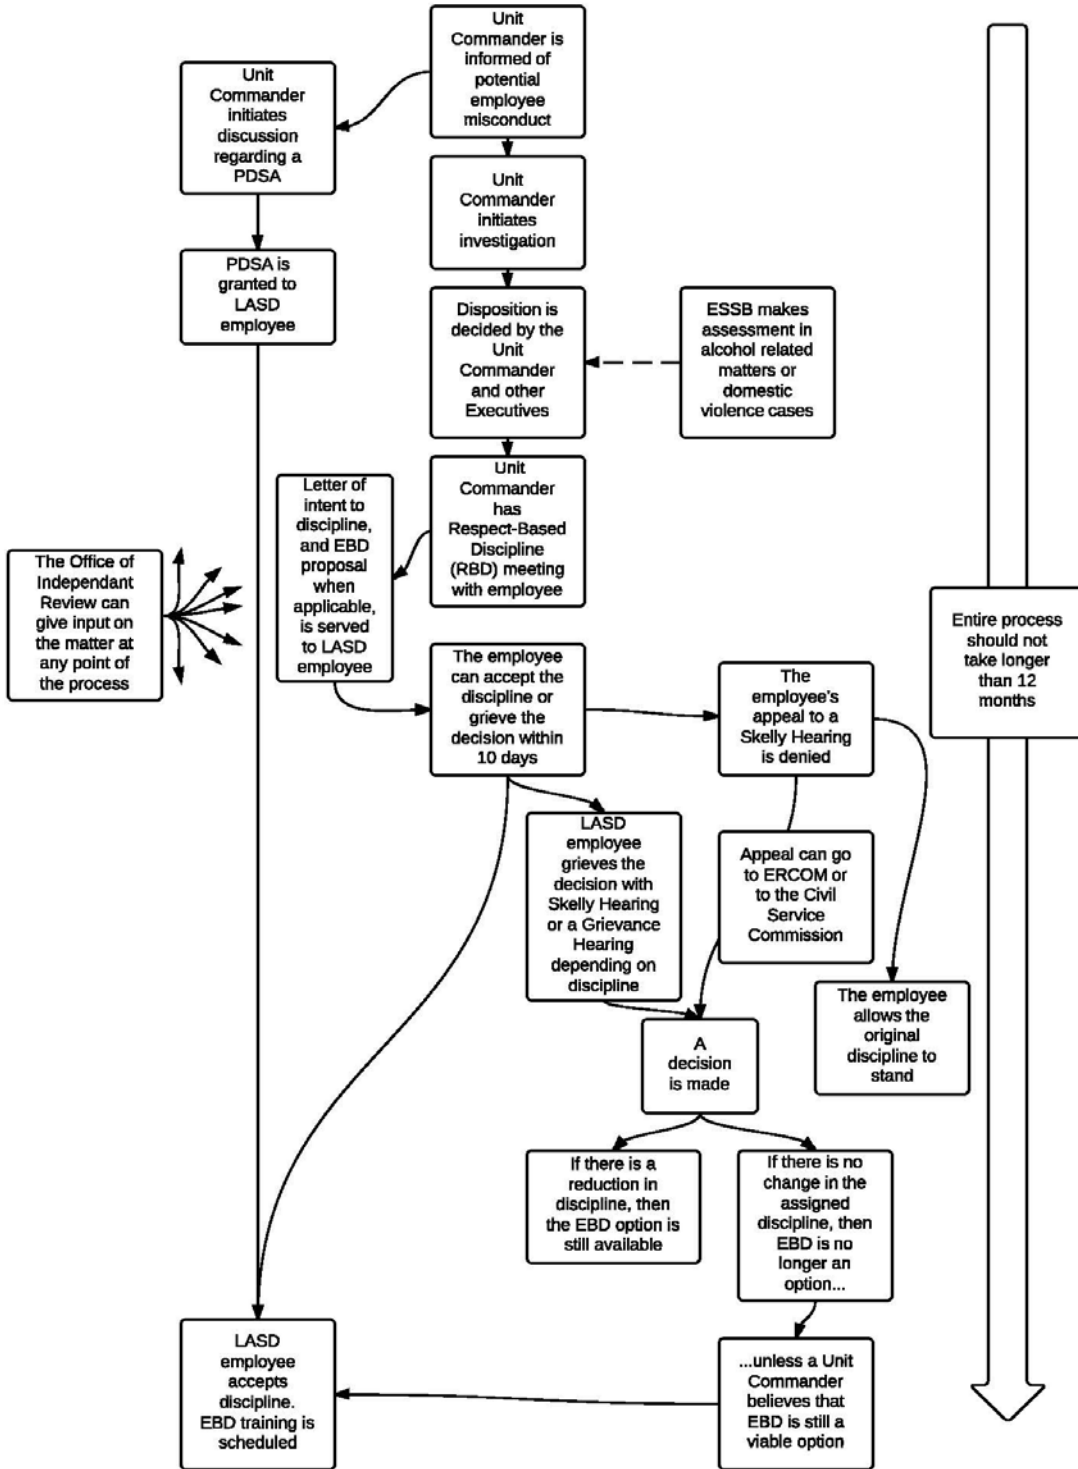 Unit
Commander is
informed of
potential
employee
misconduct
Unit
Commander
initiates
discussion
regarding a
PDSA
Unit
Commander
initiates
investigation
PDSA is
granted to
LASD
employee
Disposition is
decided by the
Unit
Commander
and other
Executives
ESSB makes
assessment in
alcohol related
matters or
domestic
violence cases
Unit
Commander
has
Respect-Based
Discipline
(RBD) meeting
with employee
Letter of
intent to
discipline,
and EBD
proposal
when
applicable,
is served
to LASD
employee
The Office of
Independant
Review can
give input on
the matter at
any point of
the process
Entire process
should not
take longer
than 12
months
The employee
can accept the
discipline or
grieve the
decision within
10 days
The
employee's
appeal to a
Skelly Hearing
is denied
LASD
employee
grieves the
decision with
Skelly Hearing
or a Grievance
Hearing
depending on
discipline
Appeal can go
to ERCOM or
to the Civil
Service
Commission
The employee
allows the
original
discipline to
stand
A
decision
is made
If there is a
reduction in
discipline, then
the EBD option is
still available
If there is no
change in the
assigned
discipline, then
EBD is no
longer an
option...
LASD
employee
accepts
discipline.
EBD training is
scheduled
...unless a Unit
Commander
believes that
EBD is still a
viable option